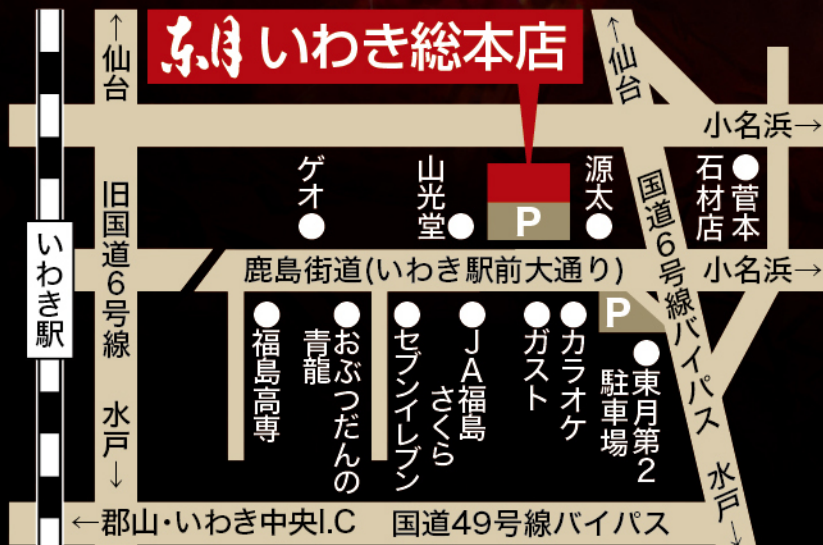 东月 いわき総本店
↑仙台
↑仙台
小名浜→
ゲオ
山光堂
P
源太
菅本
石材店
いわき駅
旧国道6号線 水戸↓
国道6号線バイパス 水戸↓
鹿島街道(いわき駅前大通り)
小名浜→
福島高専
おぶつだんの
青龍
セブンイレブン
JA福島
さくら
ガスト
カラオケ
P
東月第2
駐車場
←郡山・いわき中央I.C 国道49号線バイパス